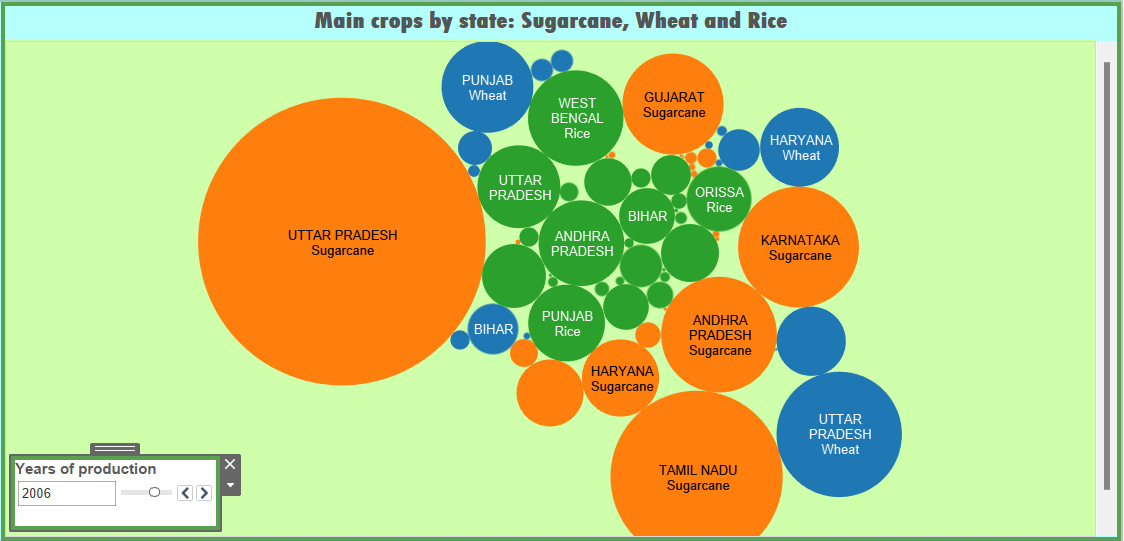 Main crops by state: Sugarcane, Wheat and Rice
PUNJAB
Wheat
WEST
BENGAL
Rice
GUJARAT
Sugarcane
HARYANA
Wheat
UTTAR
PRADESH
ORISSA
Rice
BIHAR
UTTAR PRADESH
Sugarcane
ANDHRA
PRADESH
KARNATAKA
Sugarcane
PUNJAB
Rice
BIHAR
ANDHRA
PRADESH
Sugarcane
HARYANA
Sugarcane
UTTAR
PRADESH
Wheat
TAMIL NADU
Sugarcane
Years of production
2006